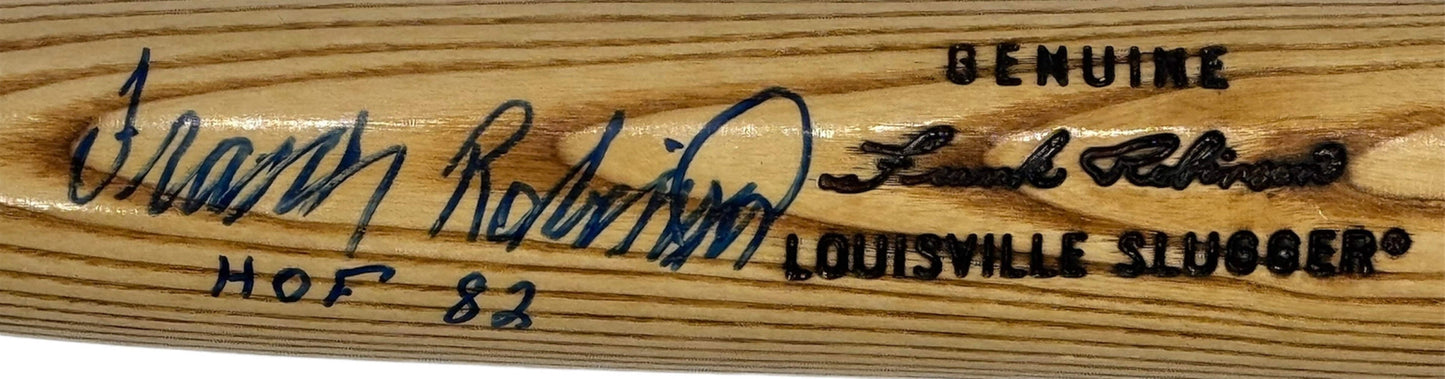 Frank Robinson
HOF 82
GENUINE
Frank Robinson
LOUISVILLE SLUGGER®